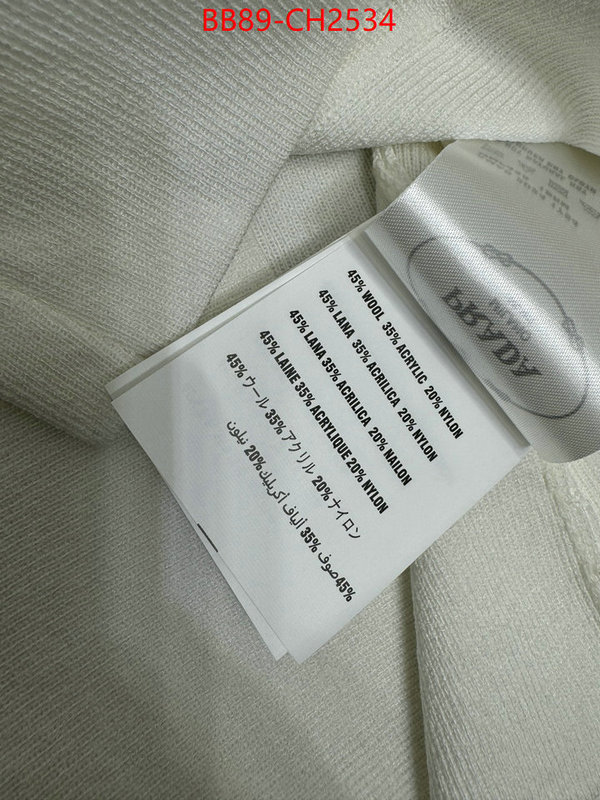 BB89-CH2534
45% WOOL 35% ACRYLIC 20% NYLON
45% LANA 35% ACRILICA 20% NYLON
45% LANA 35% ACRILICA 20% NAILON
45% LAINE 35% ACRYLIQUE 20% NYLON
45% ウール 35% アクリル 20% ナイロン
45%صوف 35% ألياف أكريليك 20% نيلون
PRADA